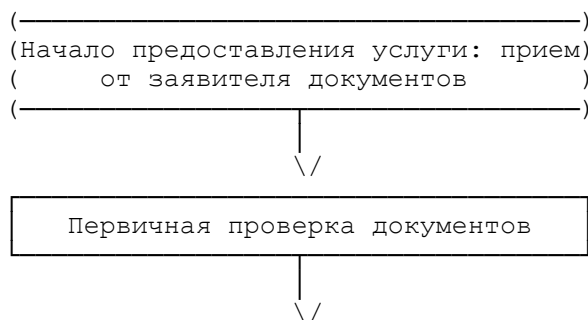 Начало предоставления услуги: прием
от заявителя документов
Первичная проверка документов